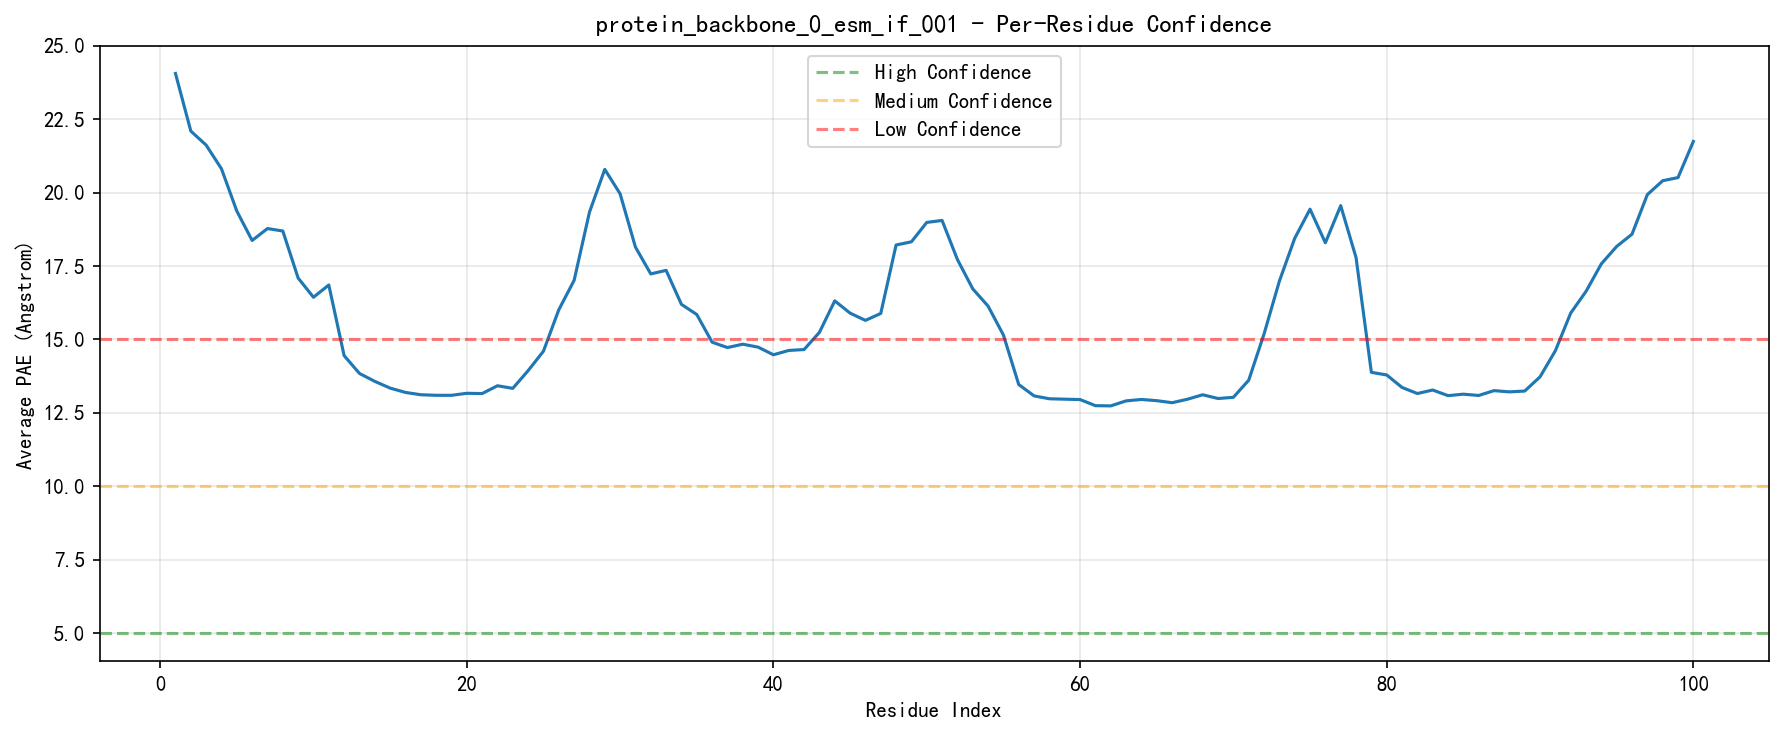 protein_backbone_0_esm_if_001 - Per-Residue Confidence
25.0
22.5
20.0
17.5
15.0
12.5
10.0
7.5
5.0
Average PAE (Angstrom)
High Confidence
Medium Confidence
Low Confidence
0 20 40 60 80 100
Residue Index